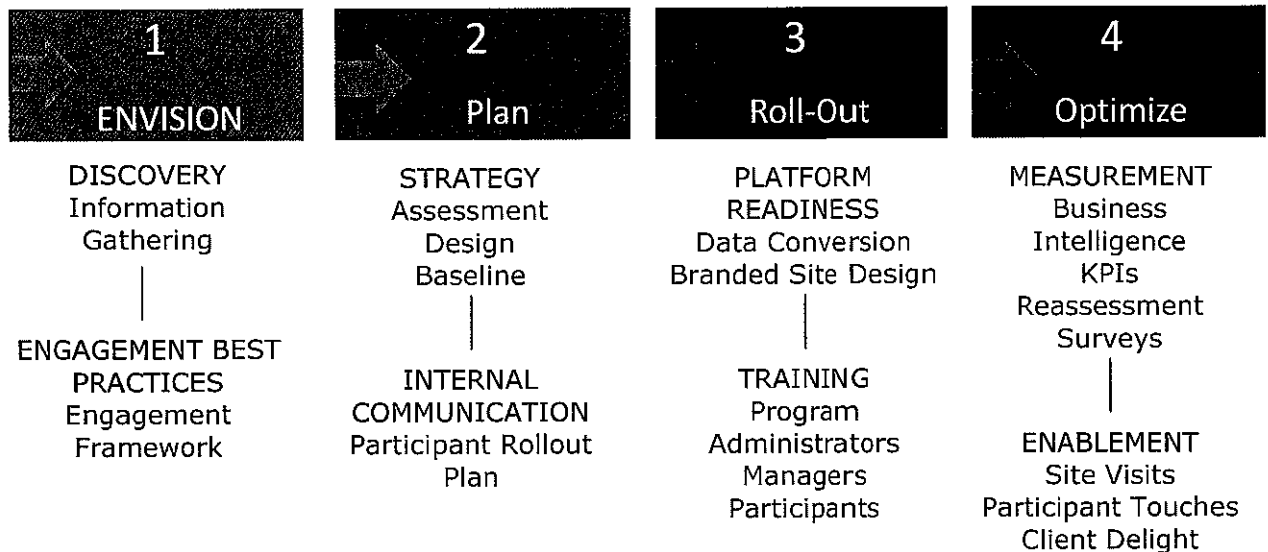 1
ENVISION
DISCOVERY
Information
Gathering
ENGAGEMENT BEST
PRACTICES
Engagement
Framework
2
Plan
STRATEGY
Assessment
Design
Baseline
INTERNAL
COMMUNICATION
Participant Rollout
Plan
3
Roll-Out
PLATFORM
READINESS
Data Conversion
Branded Site Design
TRAINING
Program
Administrators
Managers
Participants
4
Optimize
MEASUREMENT
Business
Intelligence
KPIs
Reassessment
Surveys
ENABLEMENT
Site Visits
Participant Touches
Client Delight